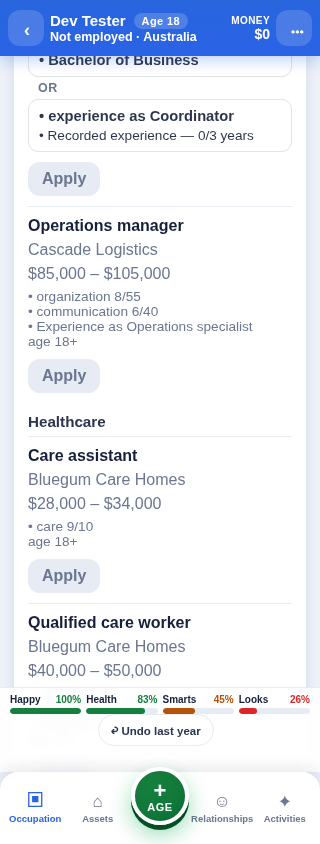 ‹ Dev Tester Age 18 MONEY
Not employed · Australia $0 ...
• Bachelor of Business
OR
• experience as Coordinator
• Recorded experience — 0/3 years
Apply
Operations manager
Cascade Logistics
$85,000 – $105,000
• organization 8/55
• communication 6/40
• Experience as Operations specialist
age 18+
Apply
Healthcare
Care assistant
Bluegum Care Homes
$28,000 – $34,000
• care 9/10
age 18+
Apply
Qualified care worker
Bluegum Care Homes
$40,000 – $50,000
Happy 100% Health 83% Smarts 45% Looks 26%
Undo last year
+
AGE
Occupation Assets Relationships Activities